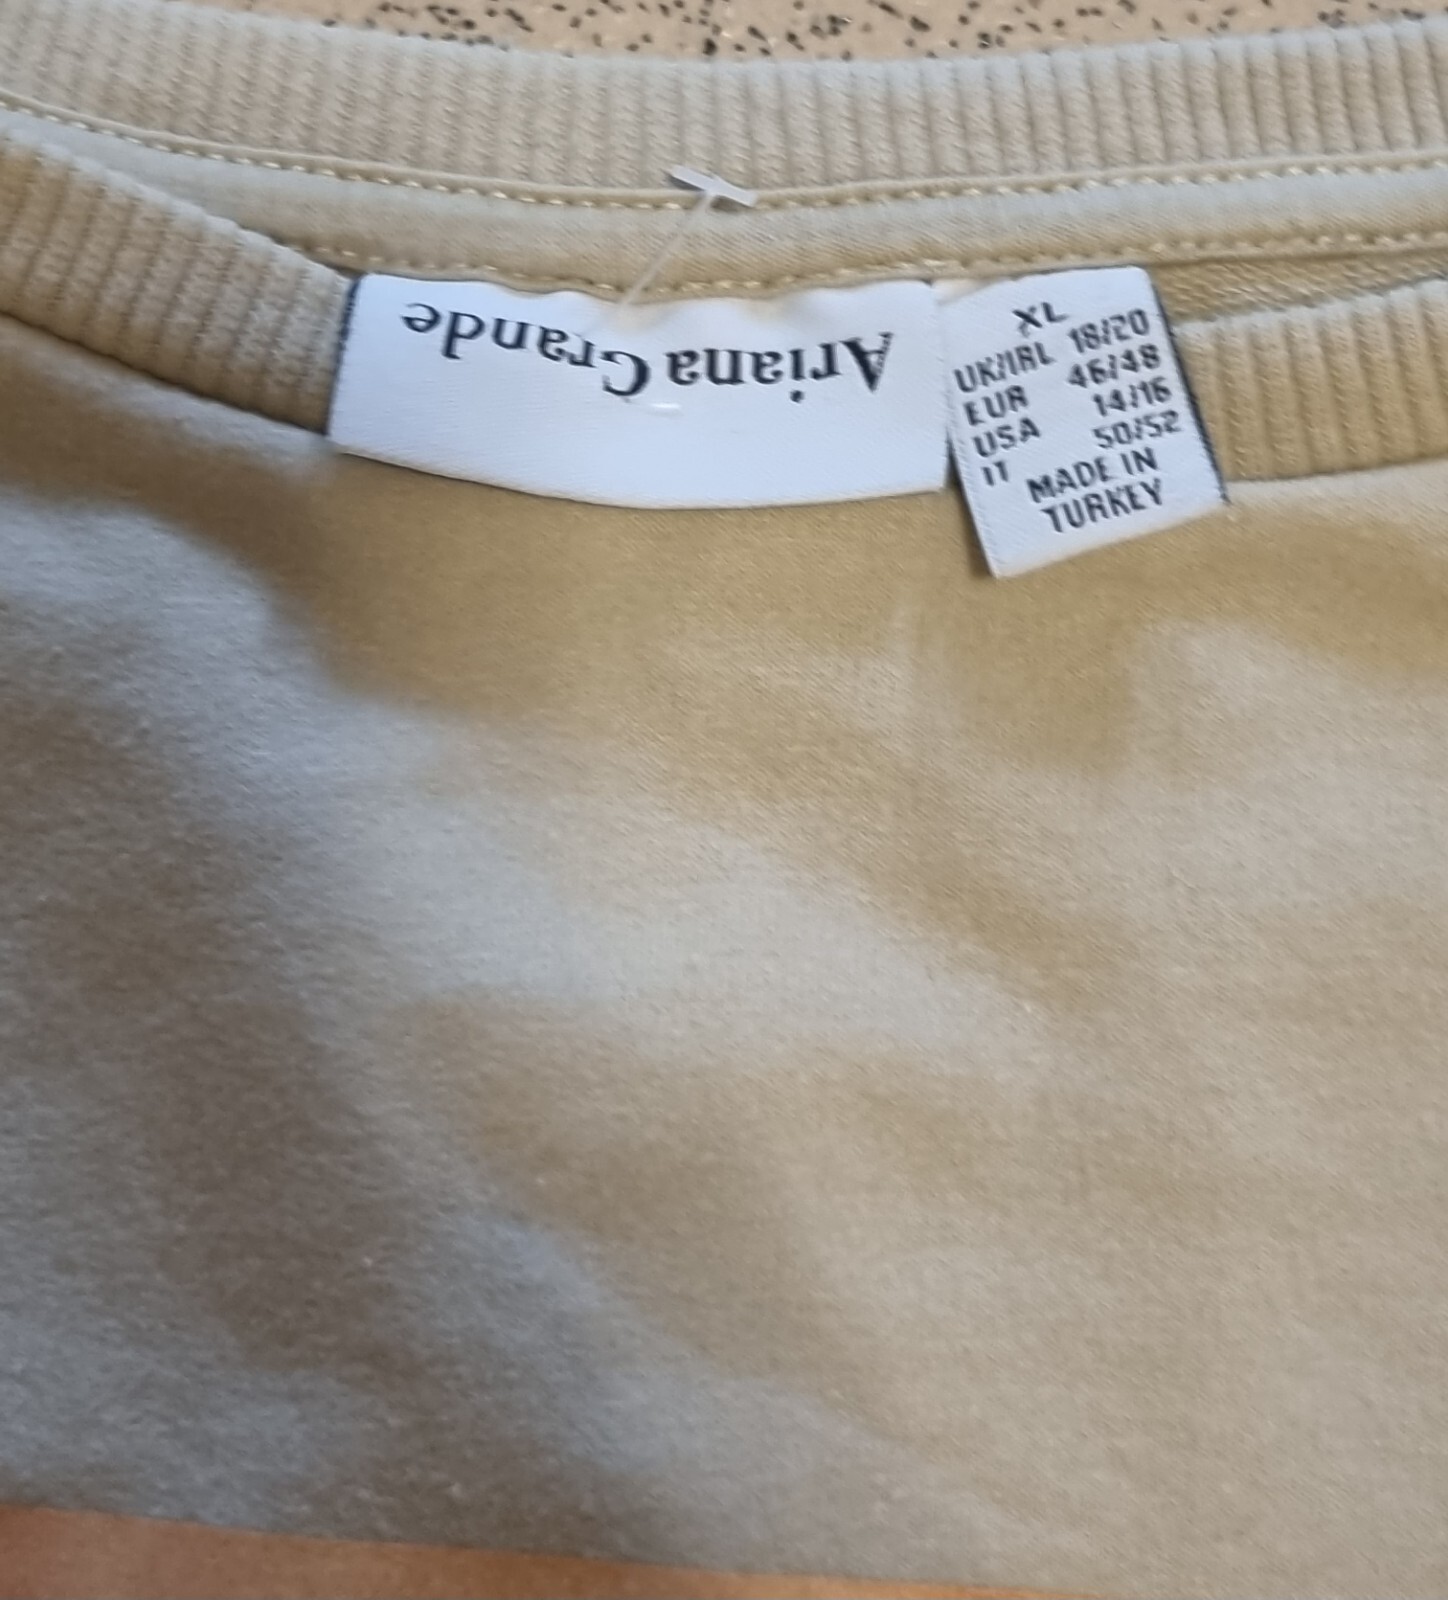 Ariana Grande
XL
UK/IRL 18/20
EUR 46/48
USA 14/16
IT 50/52
MADE IN
TURKEY